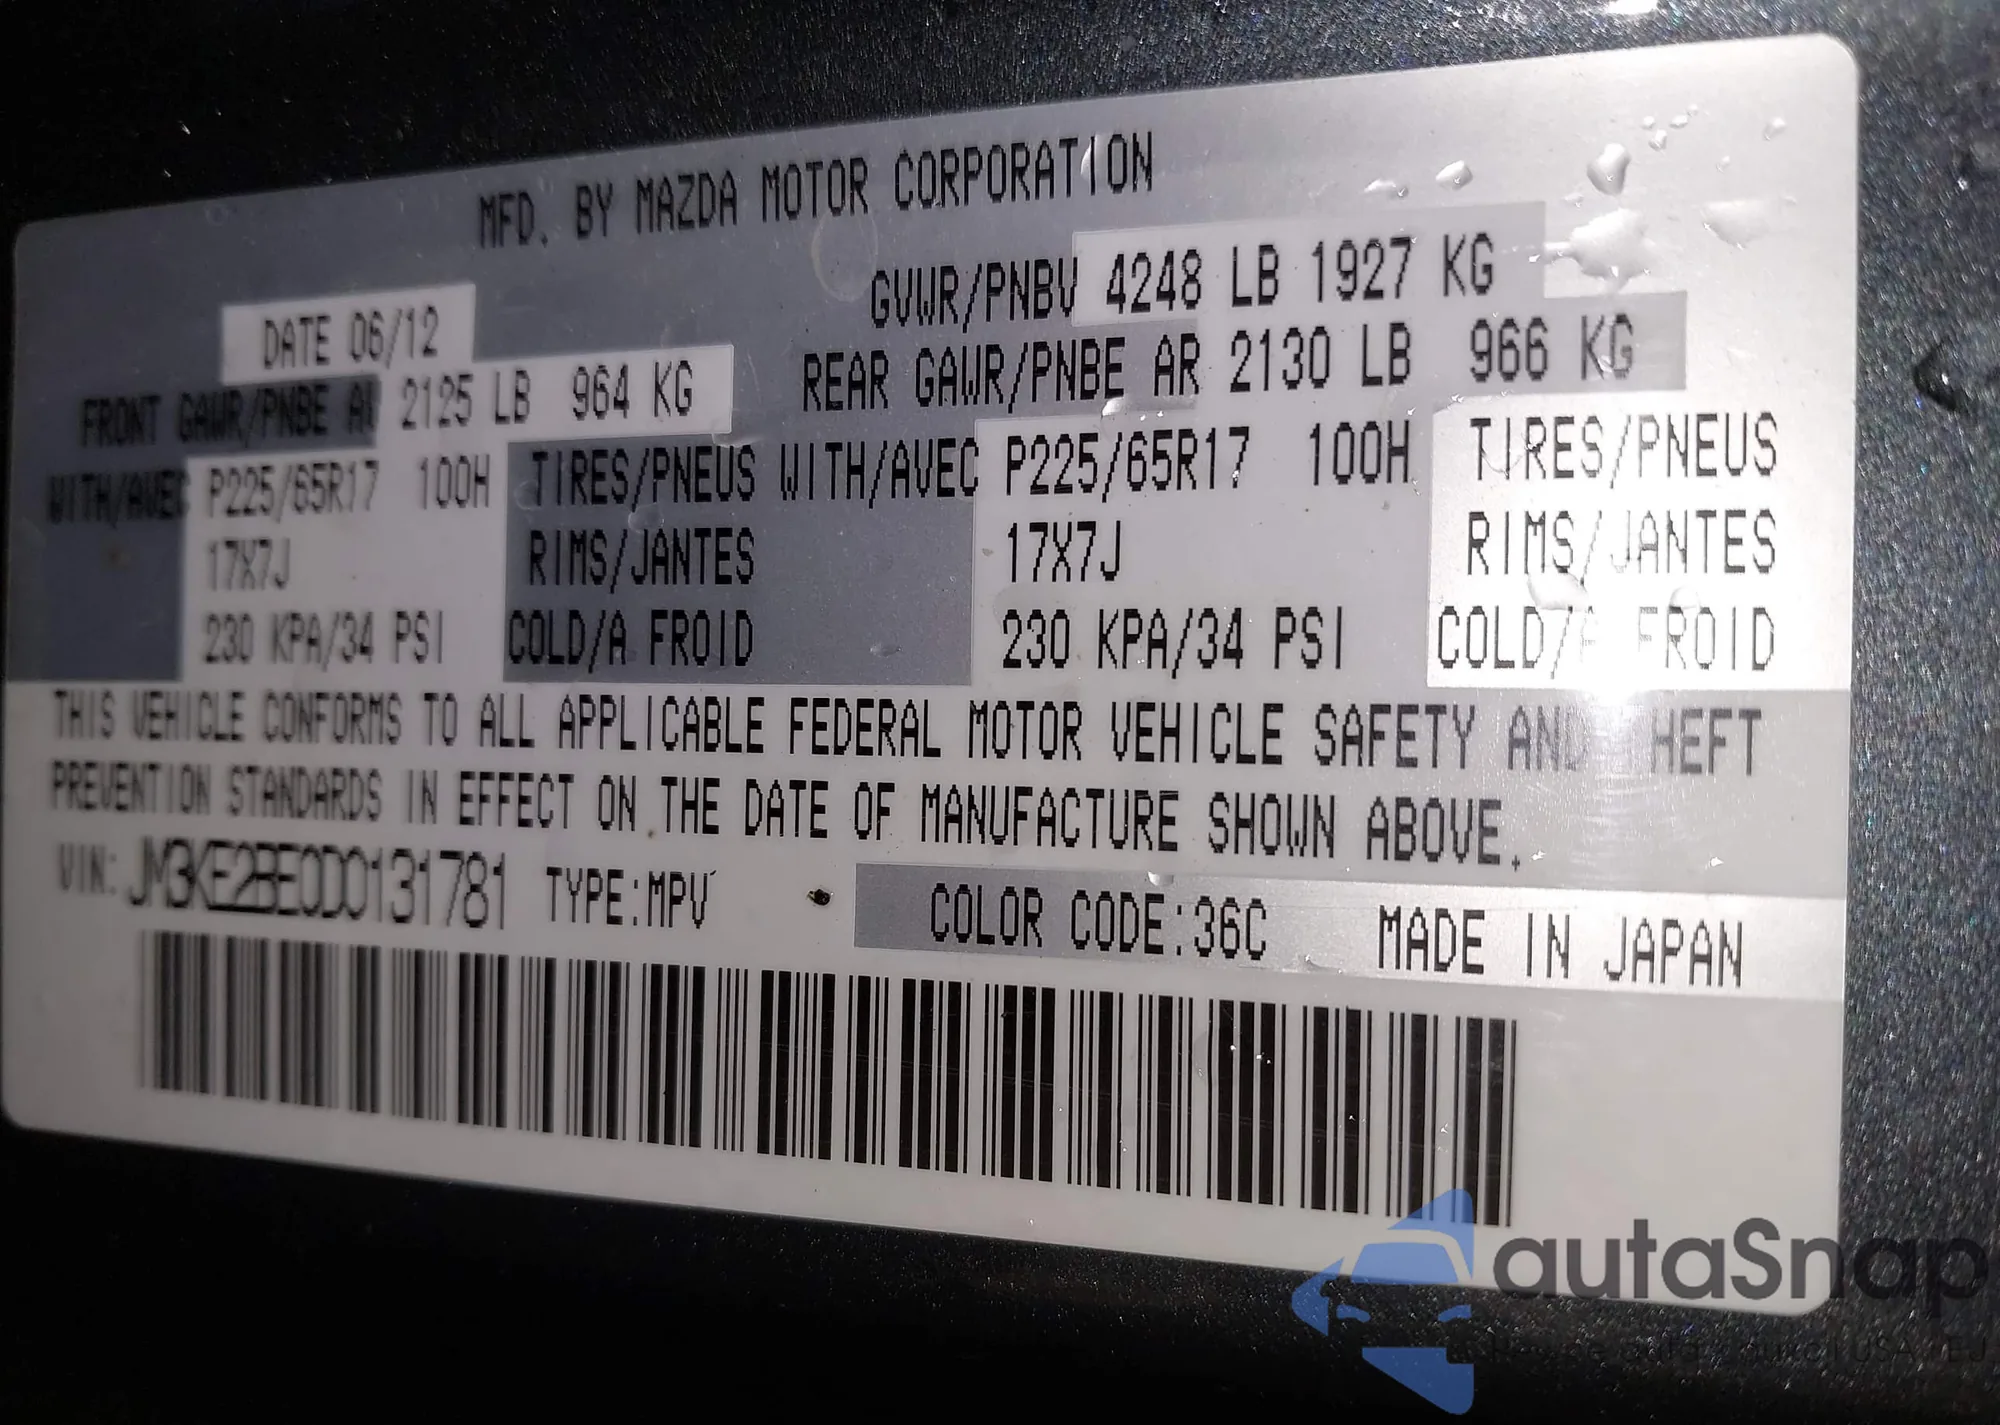 MFD. BY MAZDA MOTOR CORPORATION
DATE 06/12 GVWR/PNBV 4248 LB 1927 KG
FRONT GAWR/PNBE AV 2125 LB 964 KG REAR GAWR/PNBE AR 2130 LB 966 KG
WITH/AVEC P225/65R17 100H TIRES/PNEUS WITH/AVEC P225/65R17 100H TIRES/PNEUS
17X7J RIMS/JANTES 17X7J RIMS/JANTES
230 KPA/34 PSI COLD/A FROID 230 KPA/34 PSI COLD/A FROID
THIS VEHICLE CONFORMS TO ALL APPLICABLE FEDERAL MOTOR VEHICLE SAFETY AND THEFT
PREVENTION STANDARDS IN EFFECT ON THE DATE OF MANUFACTURE SHOWN ABOVE.
VIN: JM3KE2BE0D0131781 TYPE:MPV COLOR CODE:36C MADE IN JAPAN
autaSnap
USA